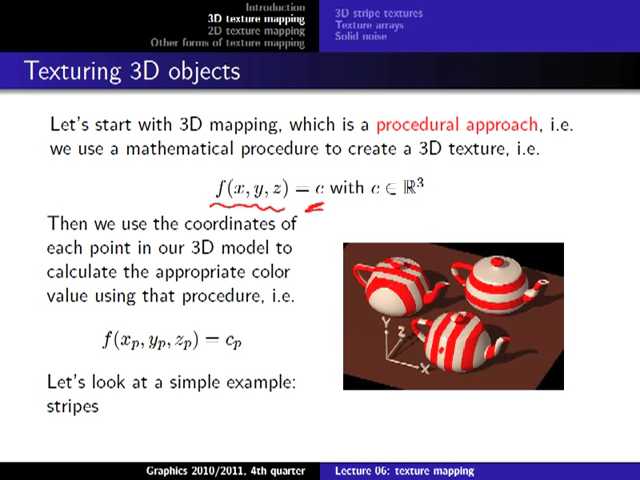 Introduction
3D texture mapping
2D texture mapping
Other forms of texture mapping
3D stripe textures
Texture arrays
Solid noise
Texturing 3D objects
Let's start with 3D mapping, which is a procedural approach, i.e.
we use a mathematical procedure to create a 3D texture, i.e.
f(x, y, z) = c with c ∈ ℝ³
Then we use the coordinates of
each point in our 3D model to
calculate the appropriate color
value using that procedure, i.e.
f(xₚ, yₚ, zₚ) = cₚ
Let's look at a simple example:
stripes
Y
Z
X
Graphics 2010/2011, 4th quarter
Lecture 06: texture mapping